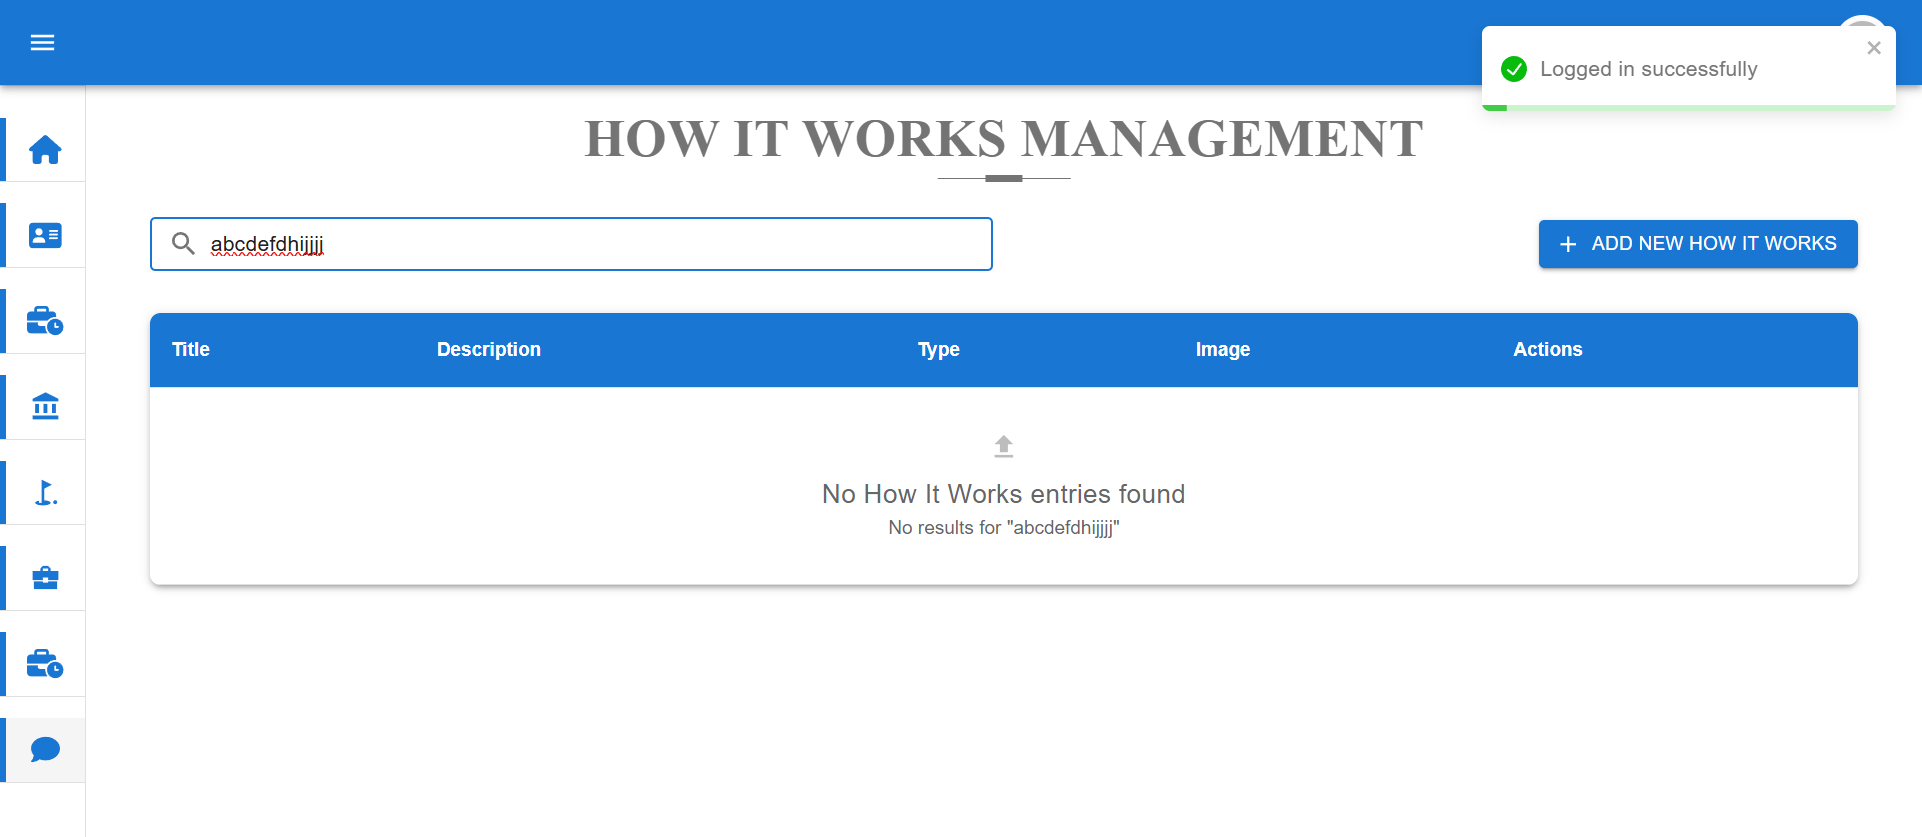 Logged in successfully
HOW IT WORKS MANAGEMENT
abcdefdhijjjj
ADD NEW HOW IT WORKS
Title Description Type Image Actions
No How It Works entries found
No results for "abcdefdhijjjj"